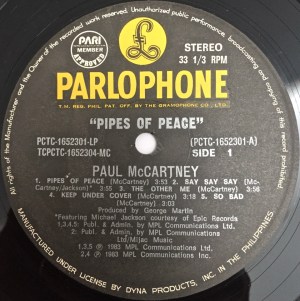 All rights of the Manufacturer and of the Owner of the recorded work reserved. Unauthorized public performance, broadcasting and copying of this record prohibited.
PARI
MEMBER
APPROVED
STEREO
33 1/3 RPM
PARLOPHONE
T.M. REG. PHIL. PAT. OFF. BY THE GRAMOPHONE CO., LTD.
"PIPES OF PEACE"
PCTC-1652301-LP (PCTC-1652301-A)
TCPCTC-1652304-MC SIDE 1
PAUL McCARTNEY
1. PIPES OF PEACE (McCartney) 3:53 2. SAY SAY SAY (Mc-
Cartney/Jackson)* 3:55 3. THE OTHER ME (McCartney) 3:56
4. KEEP UNDER COVER (McCartney) 3:18 5. SO BAD
(McCartney) 3:03
Produced by George Martin
*Featuring Michael Jackson courtesy of Epic Records
1.3.4.5: Publ. & Admin. by MPL Communications Ltd.
2: Publ. & Admin, by MPL Communications Inc.
Ltd/Mijac Music
1.3.5 ℗ 1983 MPL Communications Inc. Ltd.
2.4 ℗ 1983 MPL Communications Inc.
MANUFACTURED AND DISTRIBUTED IN THE PHILIPPINES
UNDER LICENSE BY DYNA PRODUCTS, INC.